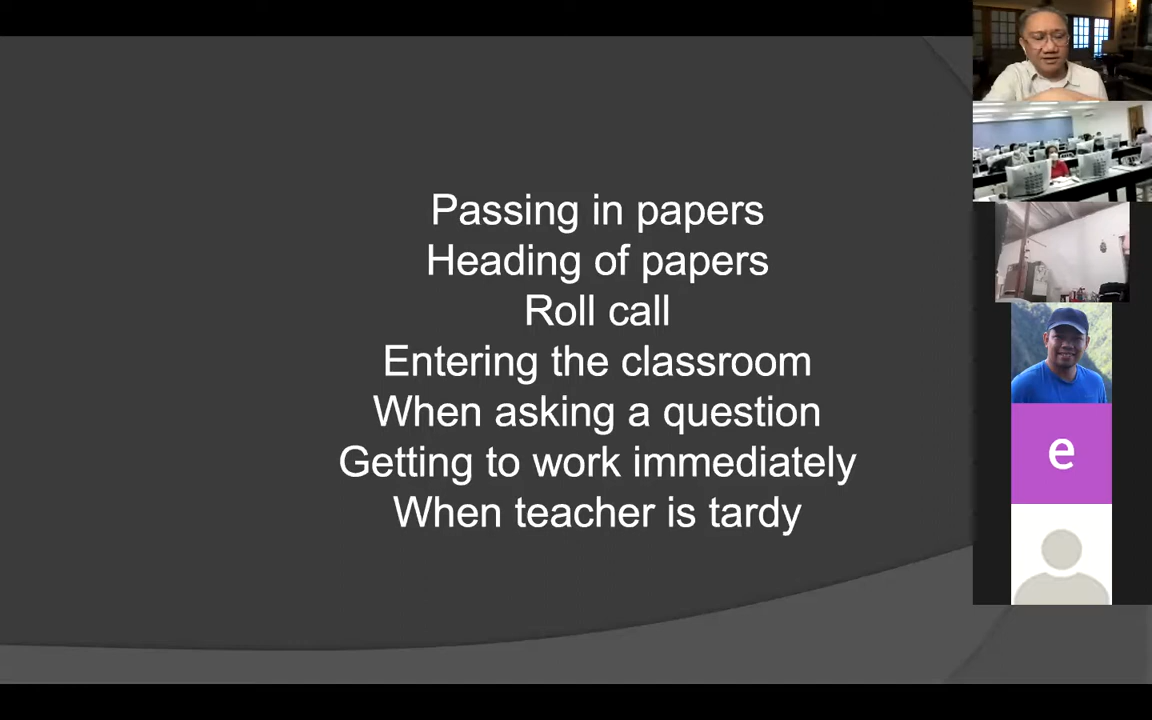 Passing in papers
Heading of papers
Roll call
Entering the classroom
When asking a question
Getting to work immediately
When teacher is tardy
e